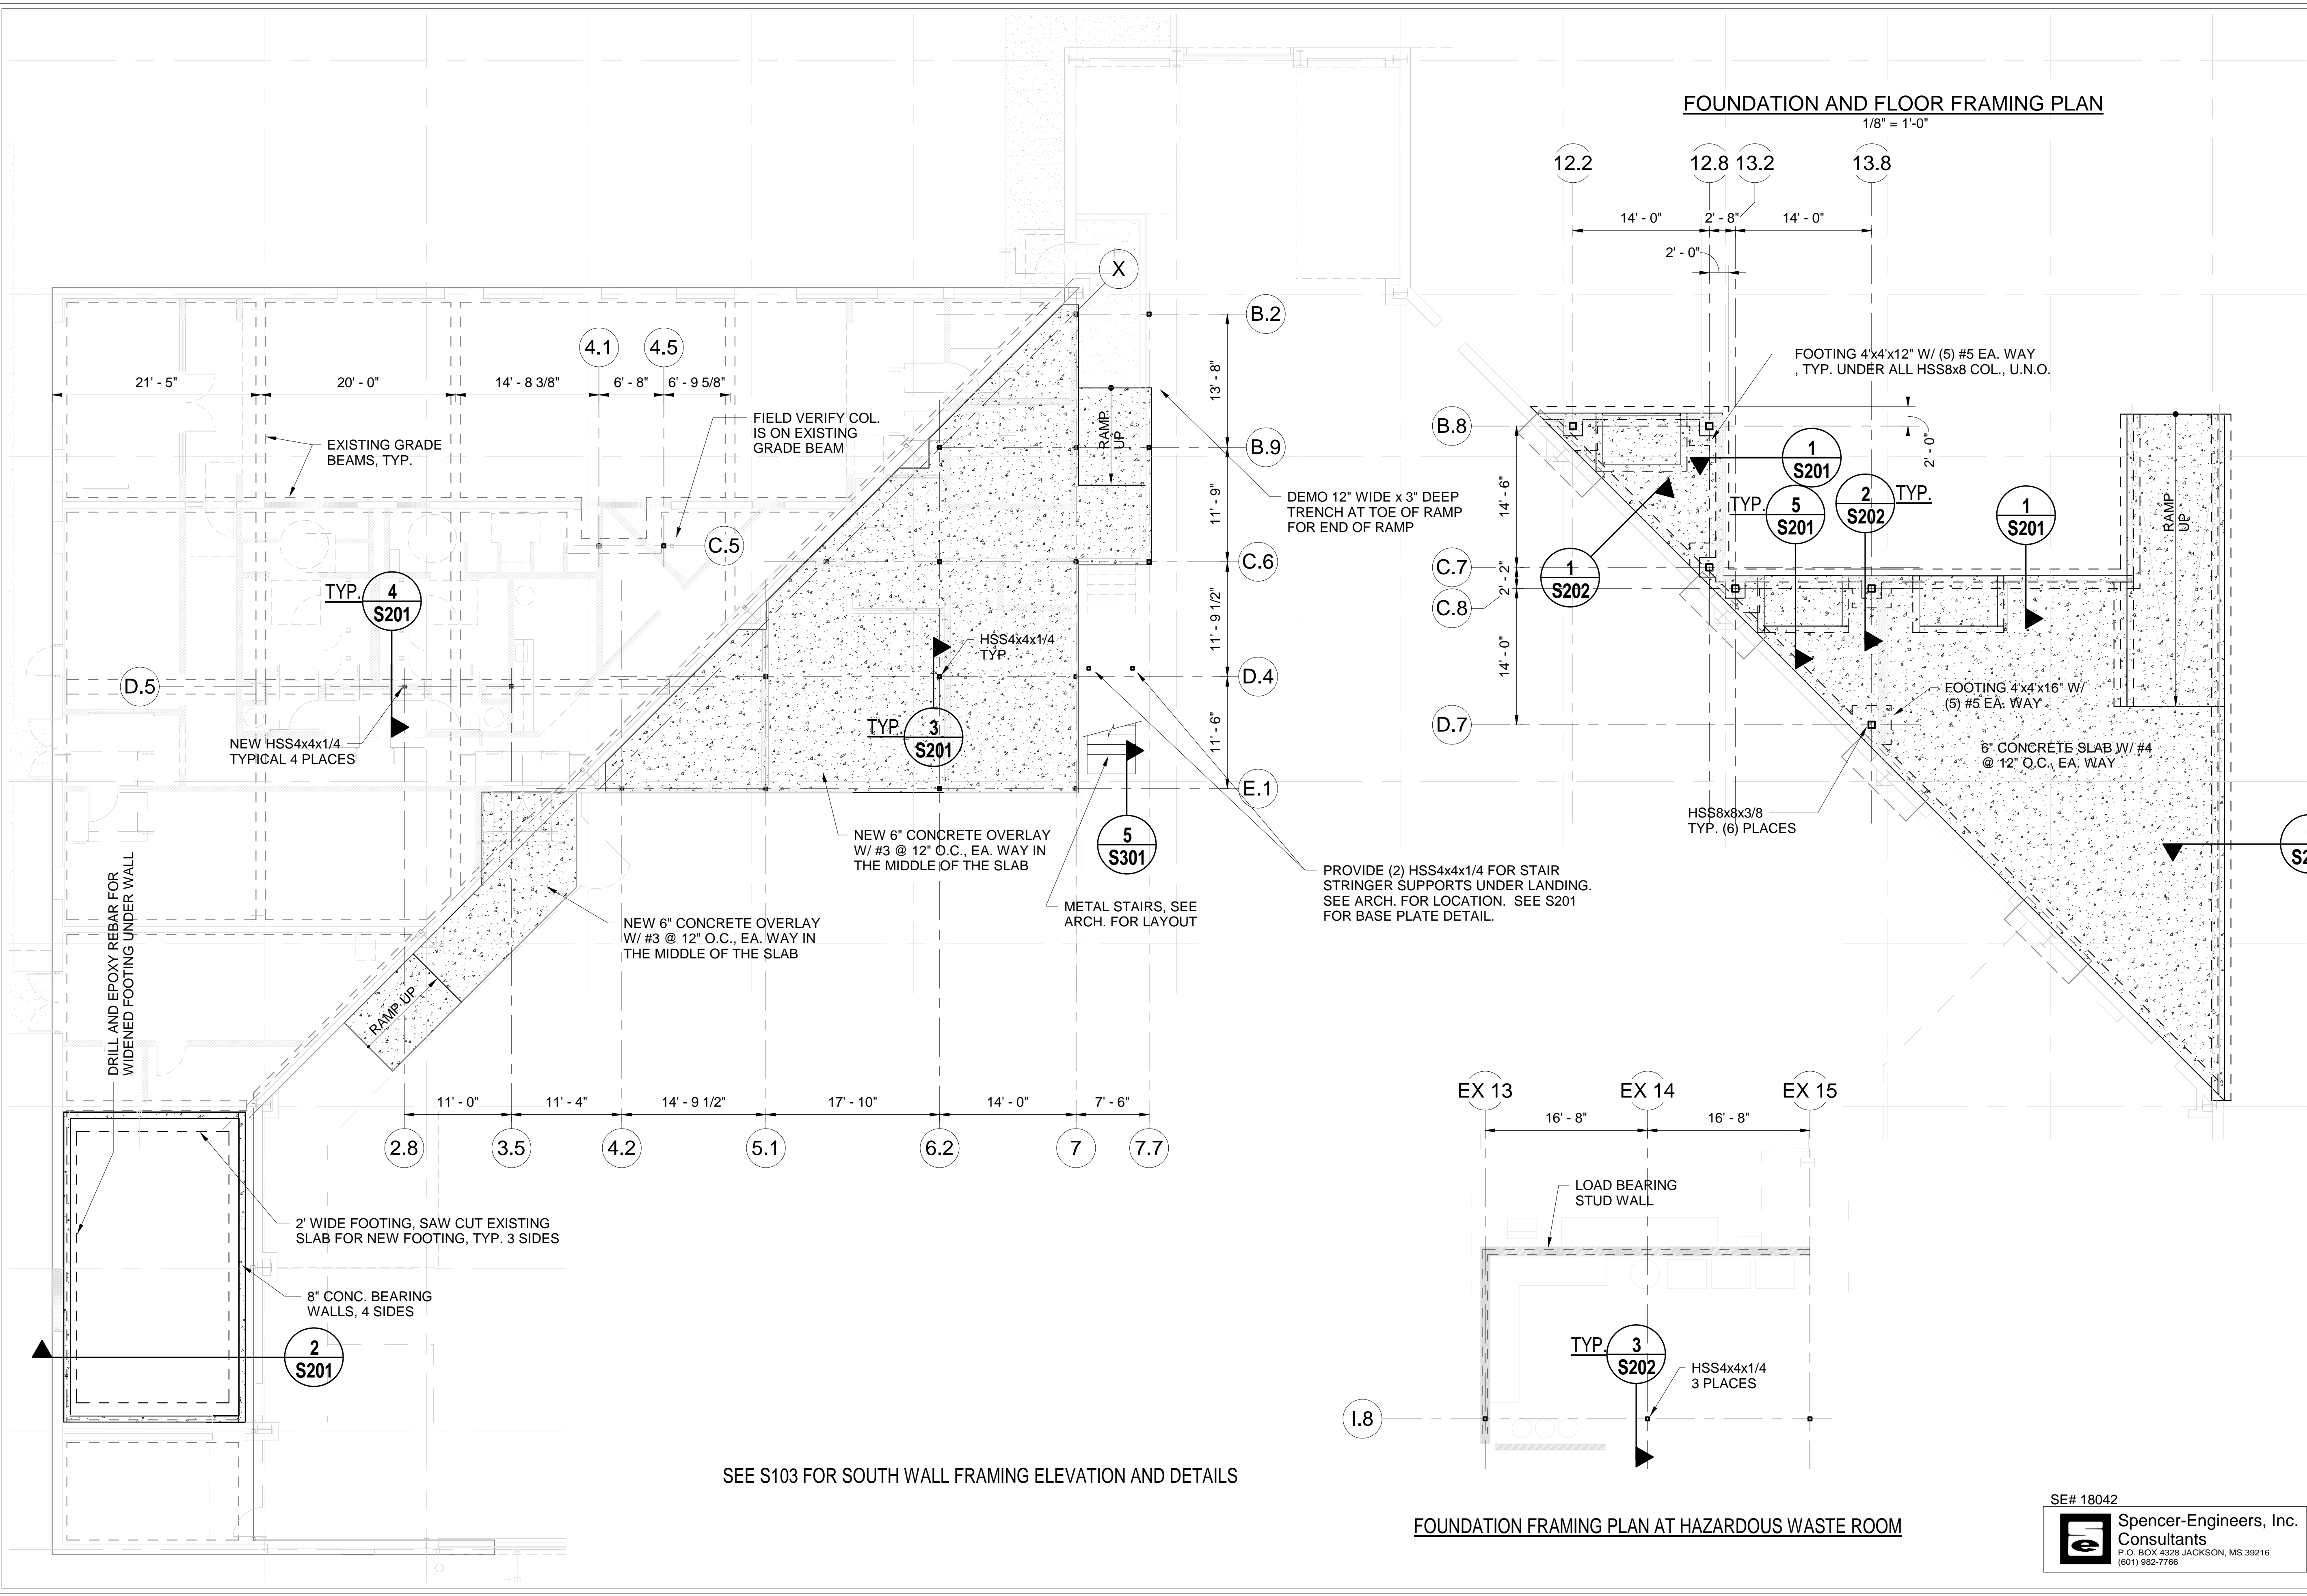 FOUNDATION AND FLOOR FRAMING PLAN
1/8" = 1'-0"
12.2
12.8
13.2
13.8
14' - 0"
2' - 8"
14' - 0"
2' - 0"
X
B.2
4.1
4.5
21' - 5"
20' - 0"
14' - 8 3/8"
6' - 8"
6' - 9 5/8"
13' - 8"
FOOTING 4'x4'x12" W/ (5) #5 EA. WAY
, TYP. UNDER ALL HSS8x8 COL., U.N.O.
FIELD VERIFY COL.
IS ON EXISTING
GRADE BEAM
RAMP
UP
B.8
B.9
EXISTING GRADE
BEAMS, TYP.
2' - 0"
1
S201
DEMO 12" WIDE x 3" DEEP
TRENCH AT TOE OF RAMP
FOR END OF RAMP
11' - 9"
14' - 6"
TYP.
5
S201
2
S202
TYP.
1
S201
RAMP
UP
C.5
C.6
C.7
2' - 2"
C.8
1
S202
TYP.
4
S201
11' - 9 1/2"
HSS4x4x1/4
TYP.
14' - 0"
D.5
D.4
FOOTING 4'x4'x16" W/
(5) #5 EA. WAY
TYP.
3
S201
11' - 6"
D.7
NEW HSS4x4x1/4
TYPICAL 4 PLACES
6" CONCRETE SLAB W/ #4
@ 12" O.C., EA. WAY
E.1
HSS8x8x3/8
TYP. (6) PLACES
NEW 6" CONCRETE OVERLAY
W/ #3 @ 12" O.C., EA. WAY IN
THE MIDDLE OF THE SLAB
5
S301
PROVIDE (2) HSS4x4x1/4 FOR STAIR
STRINGER SUPPORTS UNDER LANDING.
SEE ARCH. FOR LOCATION. SEE S201
FOR BASE PLATE DETAIL.
METAL STAIRS, SEE
ARCH. FOR LAYOUT
NEW 6" CONCRETE OVERLAY
W/ #3 @ 12" O.C., EA. WAY IN
THE MIDDLE OF THE SLAB
DRILL AND EPOXY REBAR FOR
WIDENED FOOTING UNDER WALL
RAMP UP
11' - 0"
11' - 4"
14' - 9 1/2"
17' - 10"
14' - 0"
7' - 6"
2.8
3.5
4.2
5.1
6.2
7
7.7
EX 13
EX 14
EX 15
16' - 8"
16' - 8"
LOAD BEARING
STUD WALL
2' WIDE FOOTING, SAW CUT EXISTING
SLAB FOR NEW FOOTING, TYP. 3 SIDES
8" CONC. BEARING
WALLS, 4 SIDES
2
S201
TYP.
3
S202
HSS4x4x1/4
3 PLACES
I.8
SEE S103 FOR SOUTH WALL FRAMING ELEVATION AND DETAILS
FOUNDATION FRAMING PLAN AT HAZARDOUS WASTE ROOM
SE# 18042
Spencer-Engineers, Inc.
Consultants
P.O. BOX 4328 JACKSON, MS 39216
(601) 982-7766